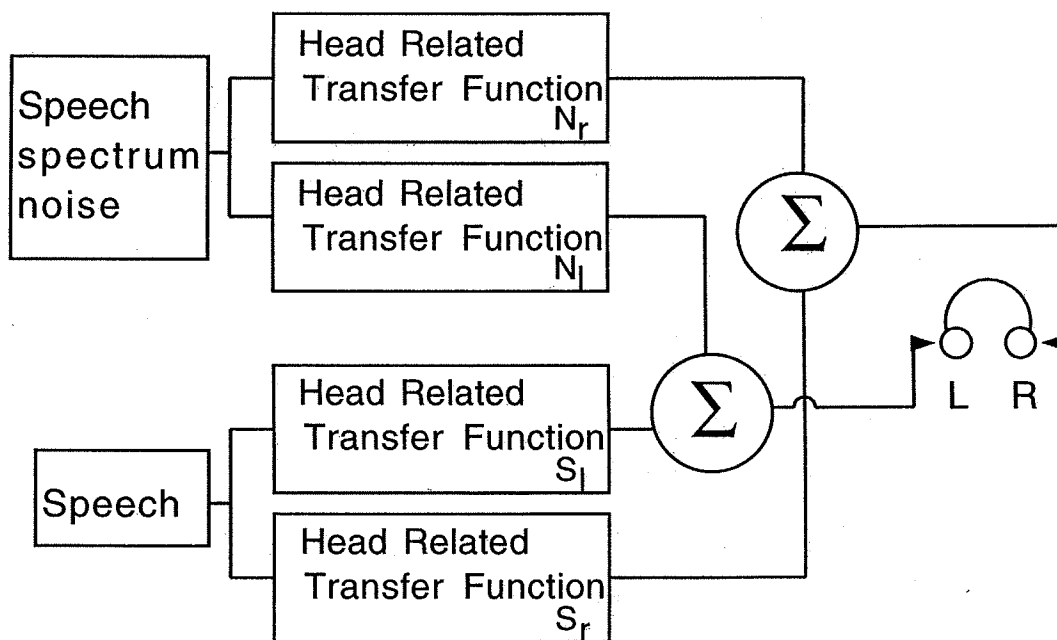 Speech
spectrum
noise
Head Related
Transfer Function
Nr
Head Related
Transfer Function
Nl
Σ
Σ
L R
Speech
Head Related
Transfer Function
Sl
Head Related
Transfer Function
Sr